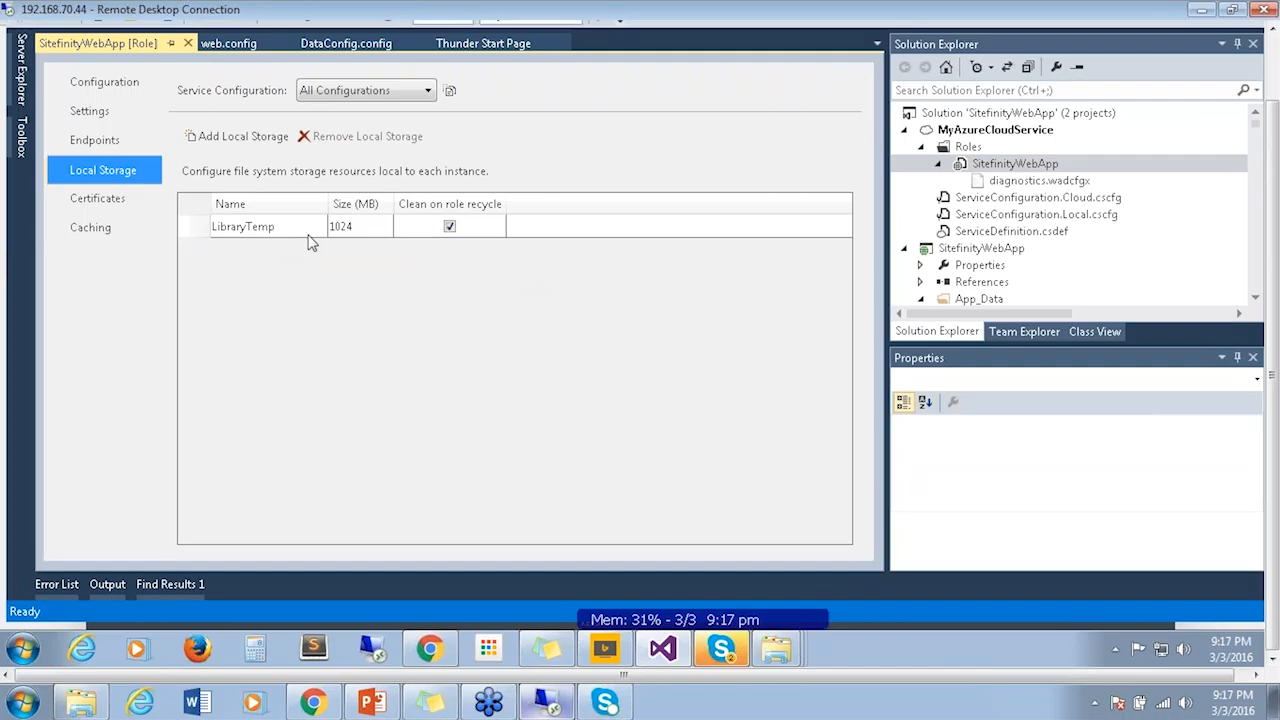 192.168.70.44 - Remote Desktop Connection
SitefinityWebApp [Role]
web.config
DataConfig.config
Thunder Start Page
Server Explorer
Toolbox
Configuration
Settings
Endpoints
Local Storage
Certificates
Caching
Service Configuration:
All Configurations
Add Local Storage
Remove Local Storage
Configure file system storage resources local to each instance.
Name
Size (MB)
Clean on role recycle
LibraryTemp
1024
Solution Explorer
Search Solution Explorer (Ctrl+;)
Solution 'SitefinityWebApp' (2 projects)
MyAzureCloudService
Roles
SitefinityWebApp
diagnostics.wadcfgx
ServiceConfiguration.Cloud.cscfg
ServiceConfiguration.Local.cscfg
ServiceDefinition.csdef
SitefinityWebApp
Properties
References
App_Data
Solution Explorer
Team Explorer
Class View
Properties
Error List
Output
Find Results 1
Ready
Mem: 31% - 3/3 9:17 pm
9:17 PM
3/3/2016
9:17 PM
3/3/2016